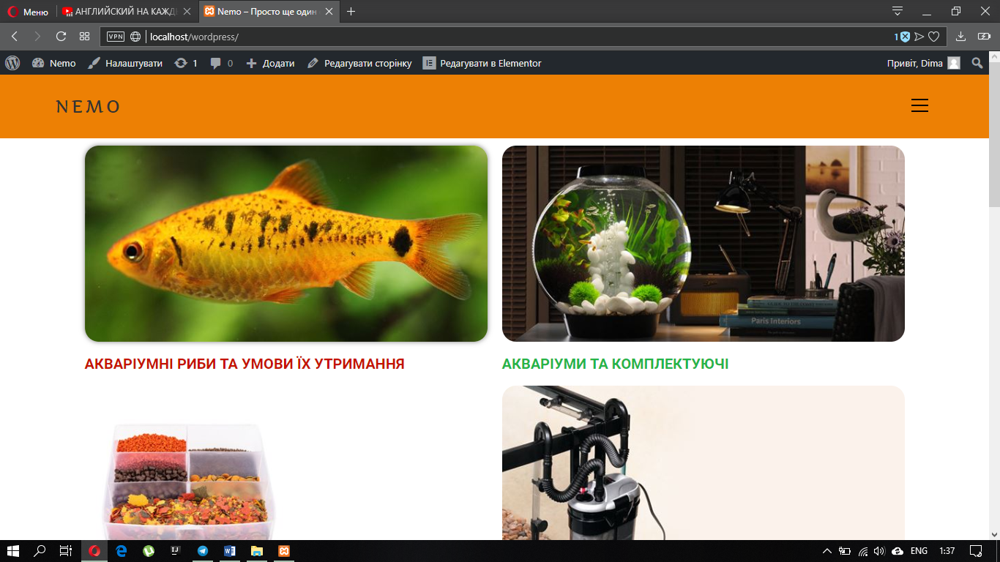 Меню
АНГЛИЙСКИЙ НА КАЖД
Nemo – Просто ще один
VPN
localhost/wordpress/
1
Nemo
Налаштувати
1
0
Додати
Редагувати сторінку
Редагувати в Elementor
Привіт, Dima
NEMO
Paris Interiors
АКВАРІУМНІ РИБИ ТА УМОВИ ЇХ УТРИМАННЯ
АКВАРІУМИ ТА КОМПЛЕКТУЮЧІ
IJ
ENG
1:37